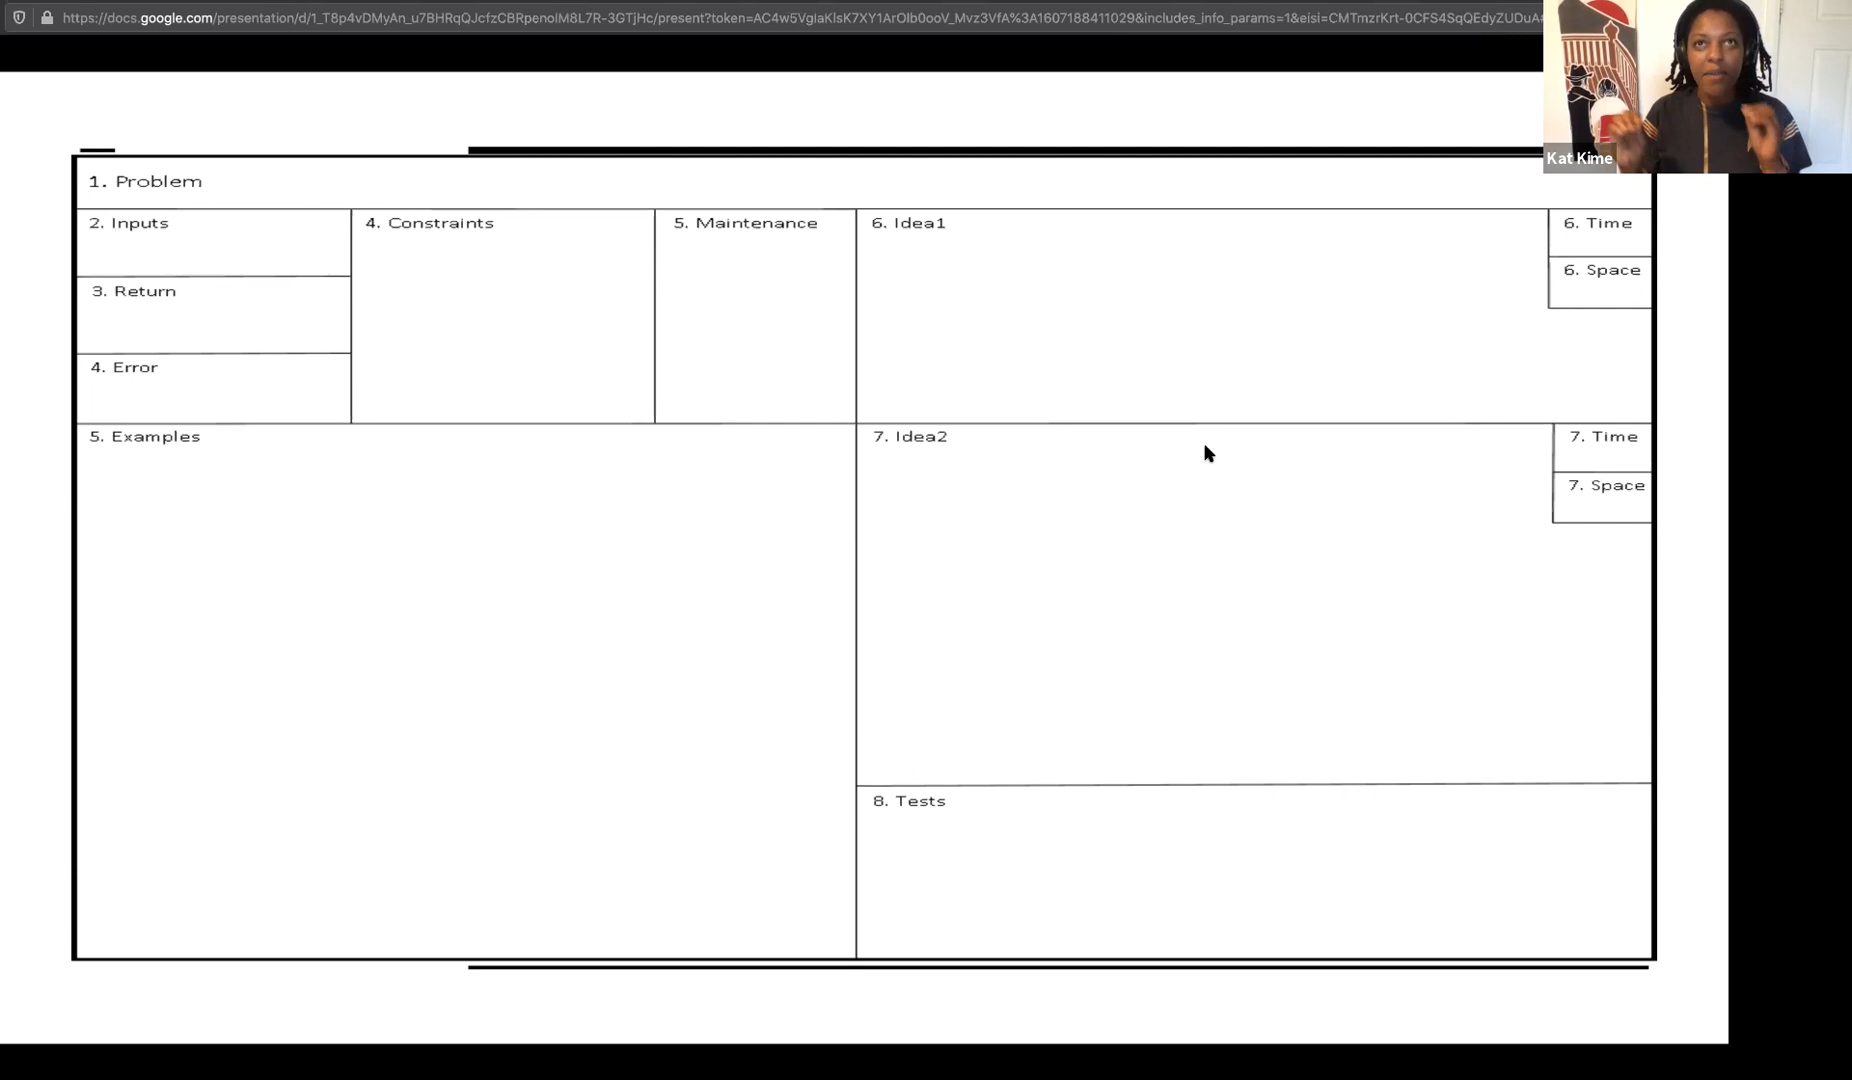 Kat Kime
1. Problem
2. Inputs
3. Return
4. Error
4. Constraints
5. Maintenance
6. Idea1
6. Time
6. Space
5. Examples
7. Idea2
7. Time
7. Space
8. Tests